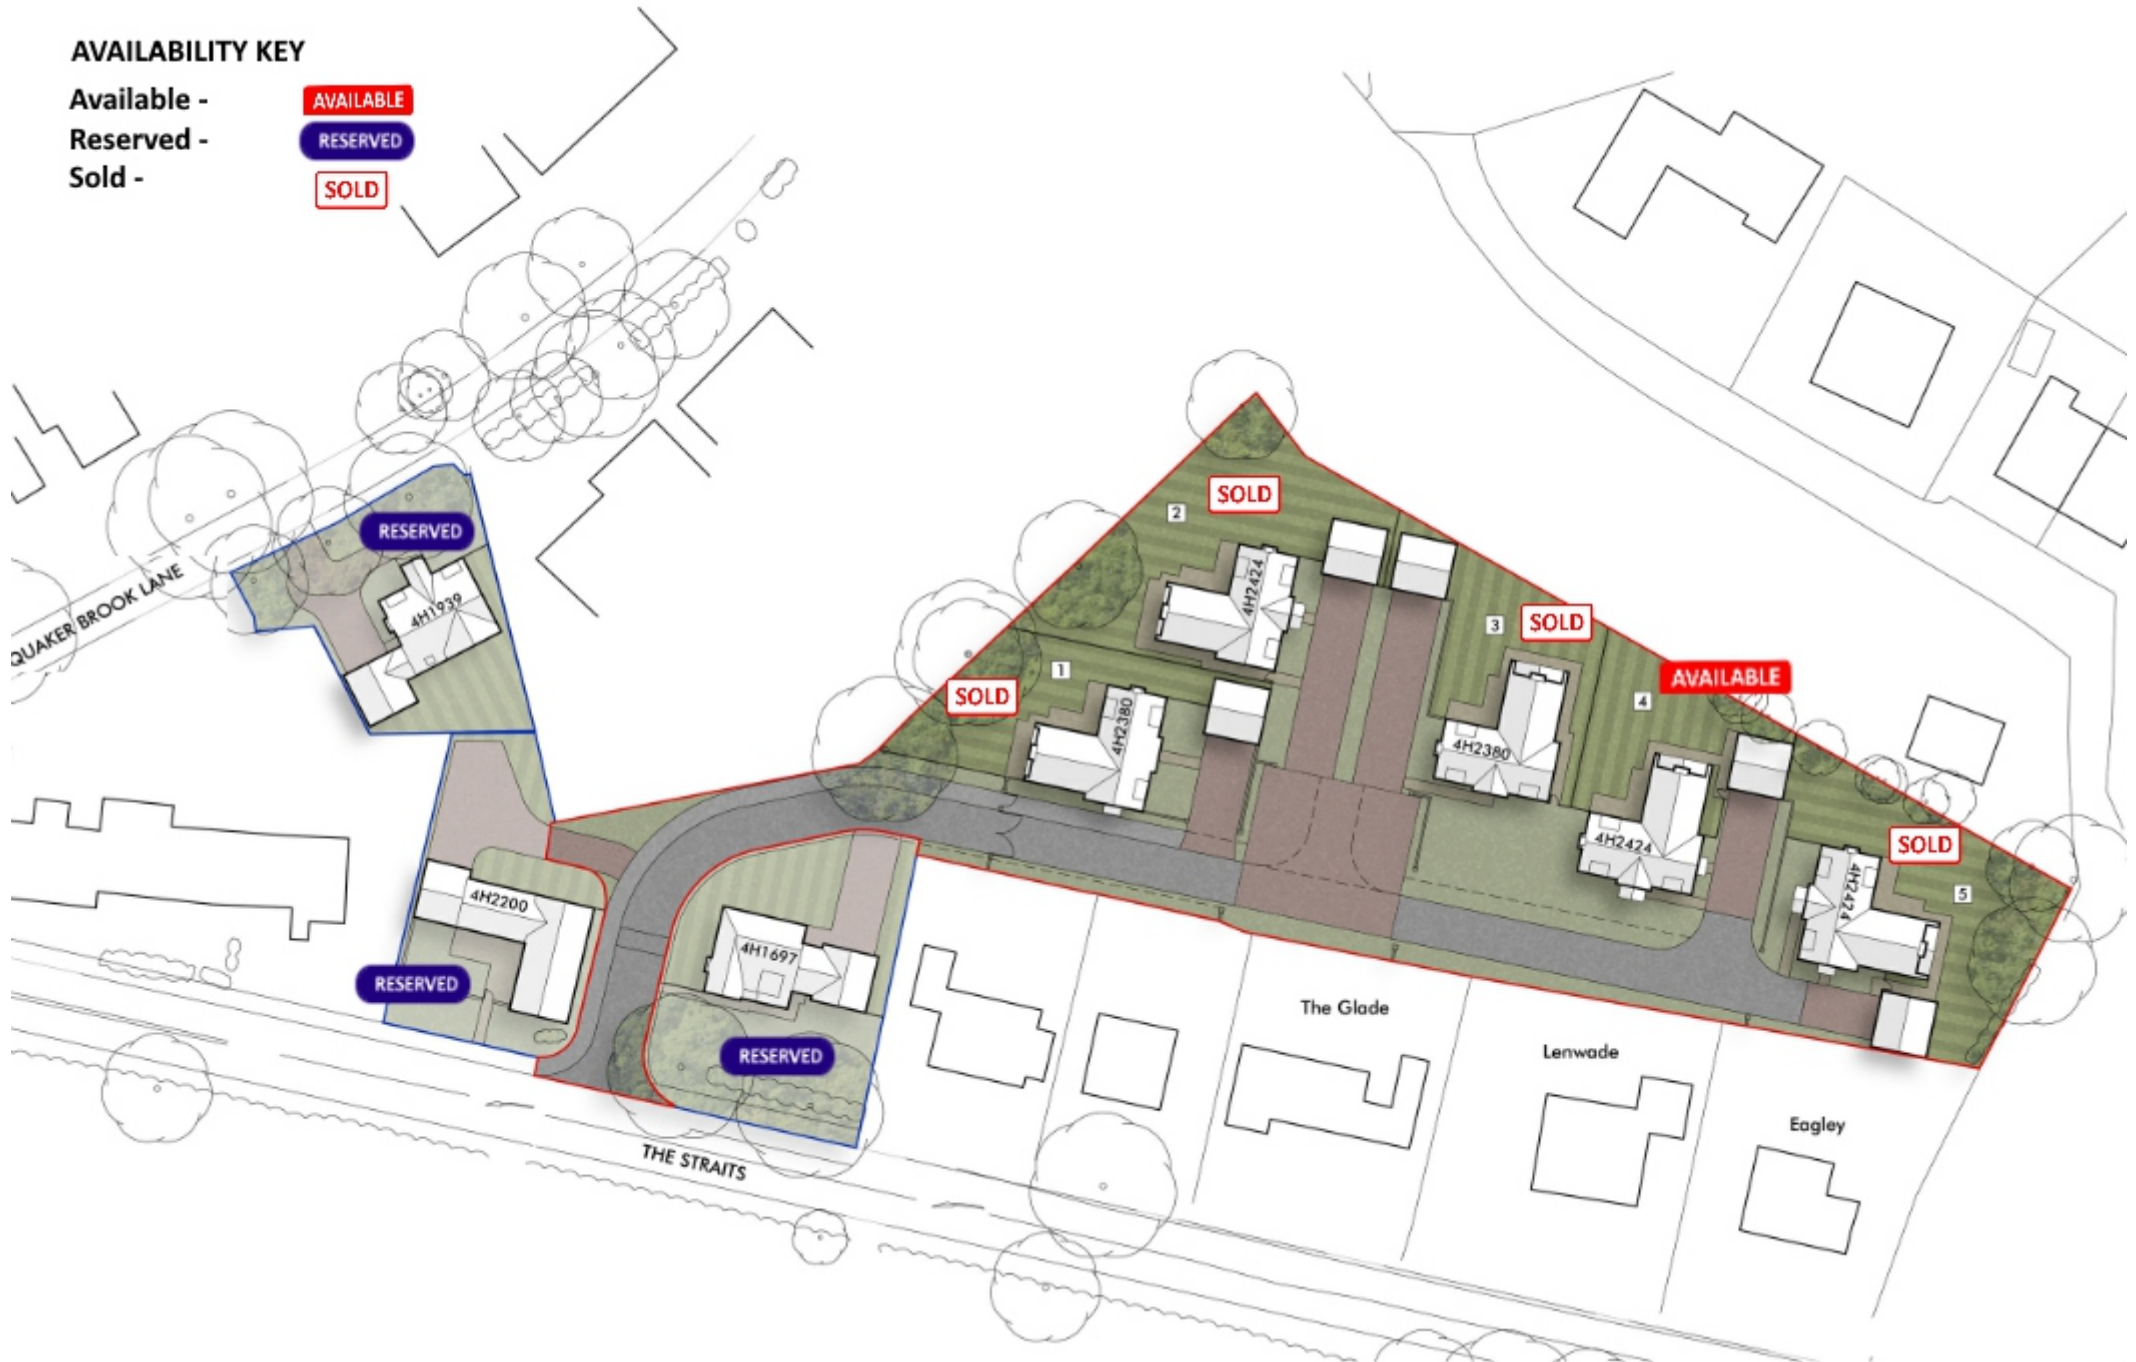 AVAILABILITY KEY
Available - AVAILABLE
Reserved - RESERVED
Sold - SOLD
QUAKER BROOK LANE
RESERVED
4H1939
2
SOLD
4H2424
1
SOLD
4H2380
3
SOLD
4H2380
4
AVAILABLE
4H2424
SOLD
5
4H2424
4H2200
RESERVED
4H1697
RESERVED
The Glade
Lenwade
Eagley
THE STRAITS